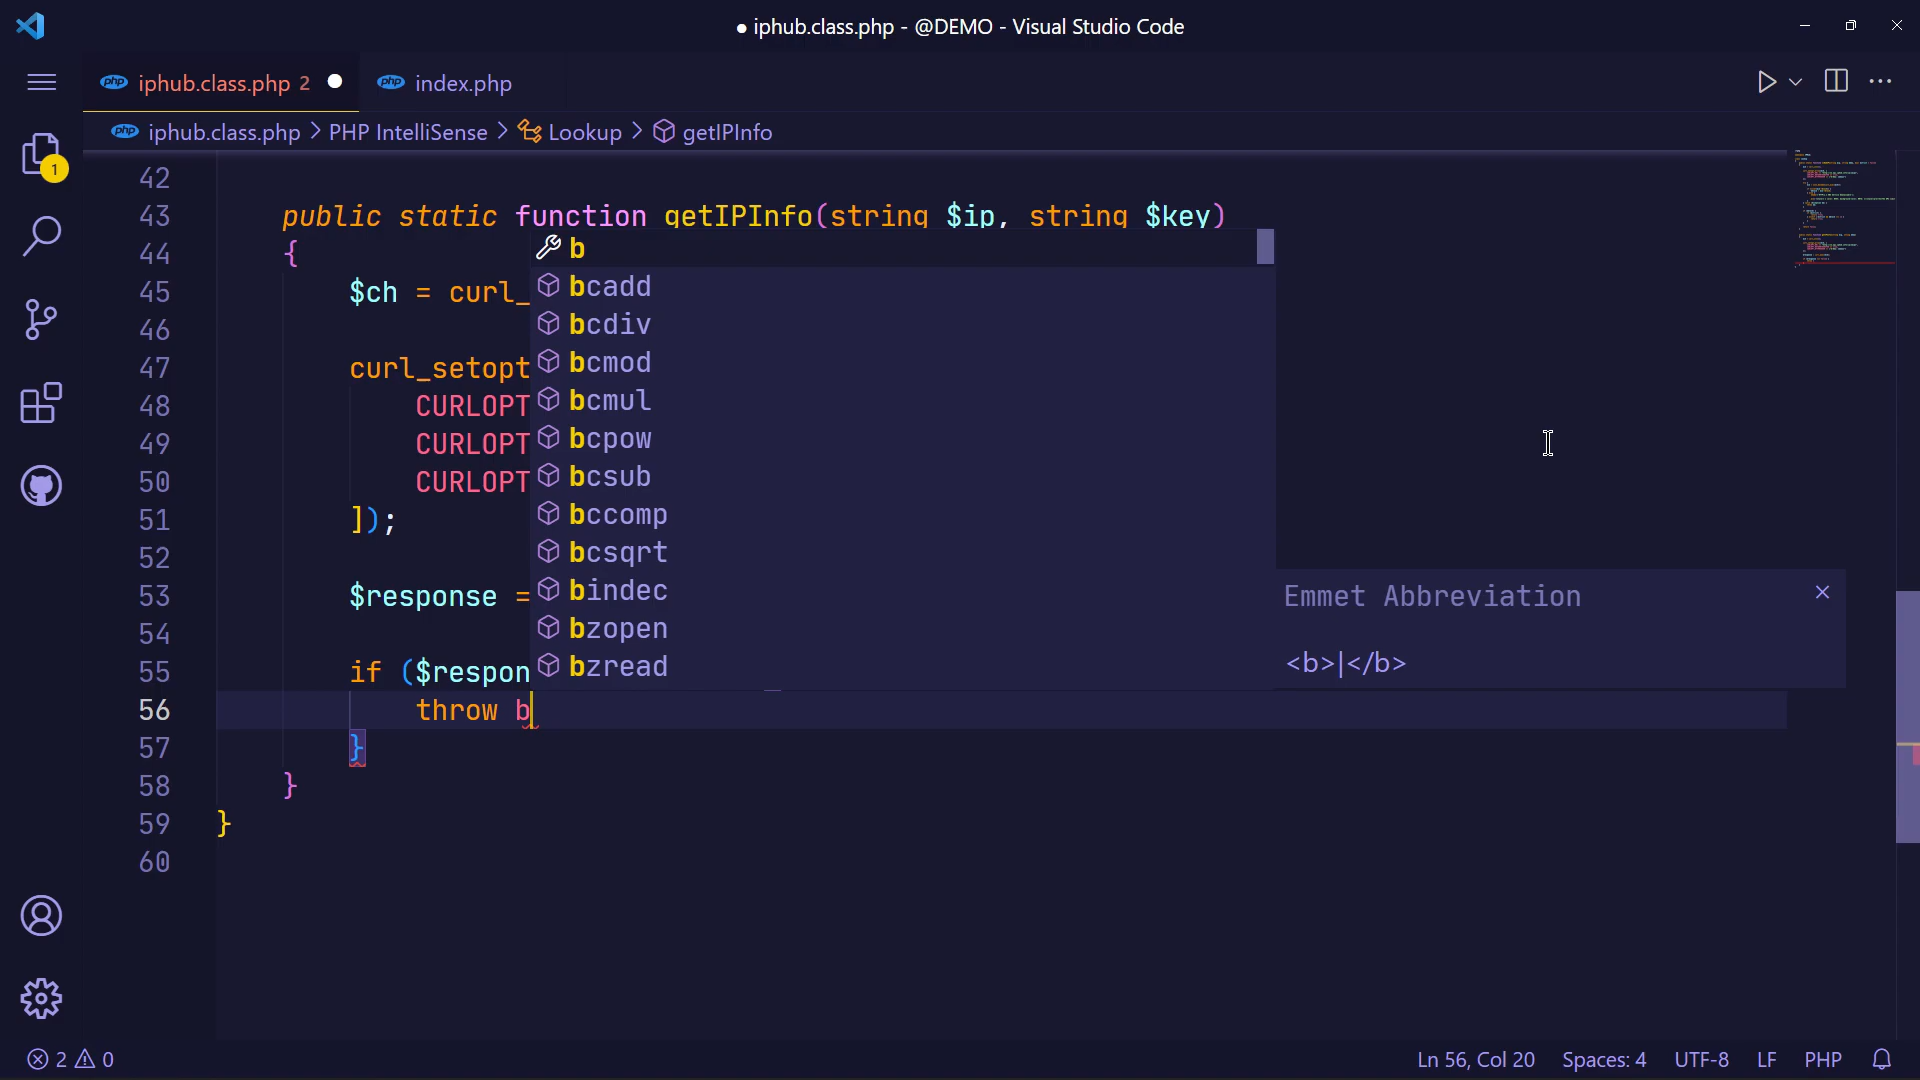 ● iphub.class.php - @DEMO - Visual Studio Code
php iphub.class.php 2 ● php index.php
php iphub.class.php > PHP IntelliSense > Lookup > getIPInfo
42
43 public static function getIPInfo(string $ip, string $key)
44 {
45 $ch = curl_
46
47 curl_setopt
48 CURLOPT
49 CURLOPT
50 CURLOPT
51 ]);
52
53 $response =
54
55 if ($respon
56 throw b
57 }
58 }
59 }
60
b
bcadd
bcdiv
bcmod
bcmul
bcpow
bcsub
bccomp
bcsqrt
bindec
bzopen
bzread
Emmet Abbreviation
<b>|</b>
1
2 0
Ln 56, Col 20 Spaces: 4 UTF-8 LF PHP